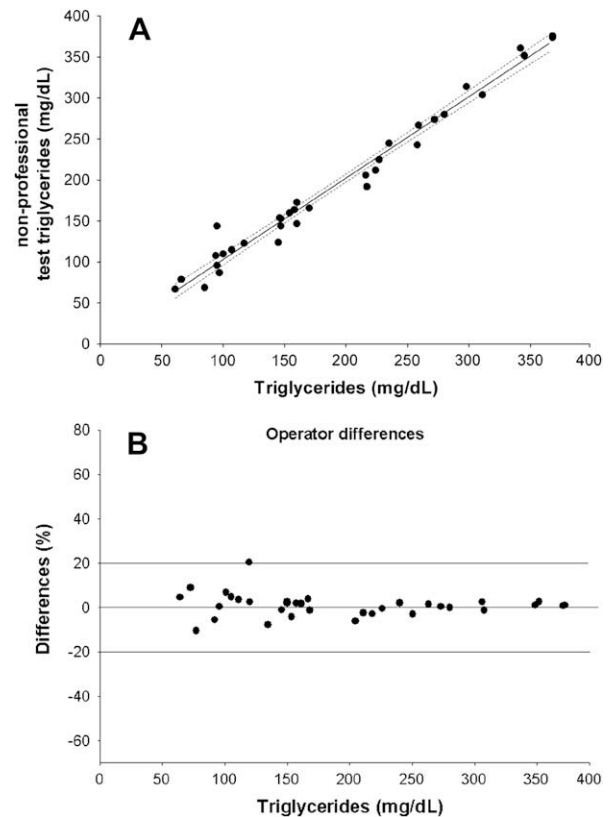 A
non-professional
test triglycerides (mg/dL)
400
350
300
250
200
150
100
50
0
0 50 100 150 200 250 300 350 400
Triglycerides (mg/dL)
B
Operator differences
Differences (%)
80
60
40
20
0
-20
-40
-60
0 50 100 150 200 250 300 350 400
Triglycerides (mg/dL)